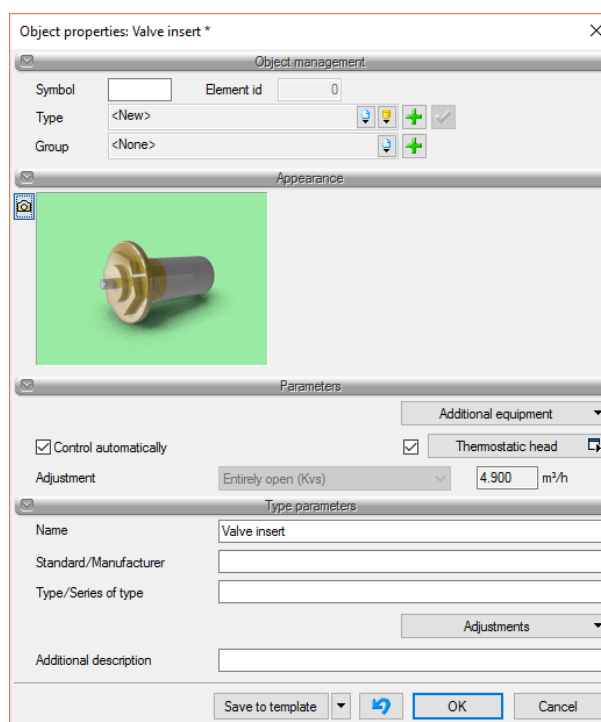 Object properties: Valve insert *
Object management
Symbol Element id 0
Type <New>
Group <None>
Appearance
Parameters
Additional equipment
Control automatically Thermostatic head
Adjustment Entirely open (Kvs) 4.900 m³/h
Type parameters
Name Valve insert
Standard/Manufacturer
Type/Series of type
Adjustments
Additional description
Save to template OK Cancel